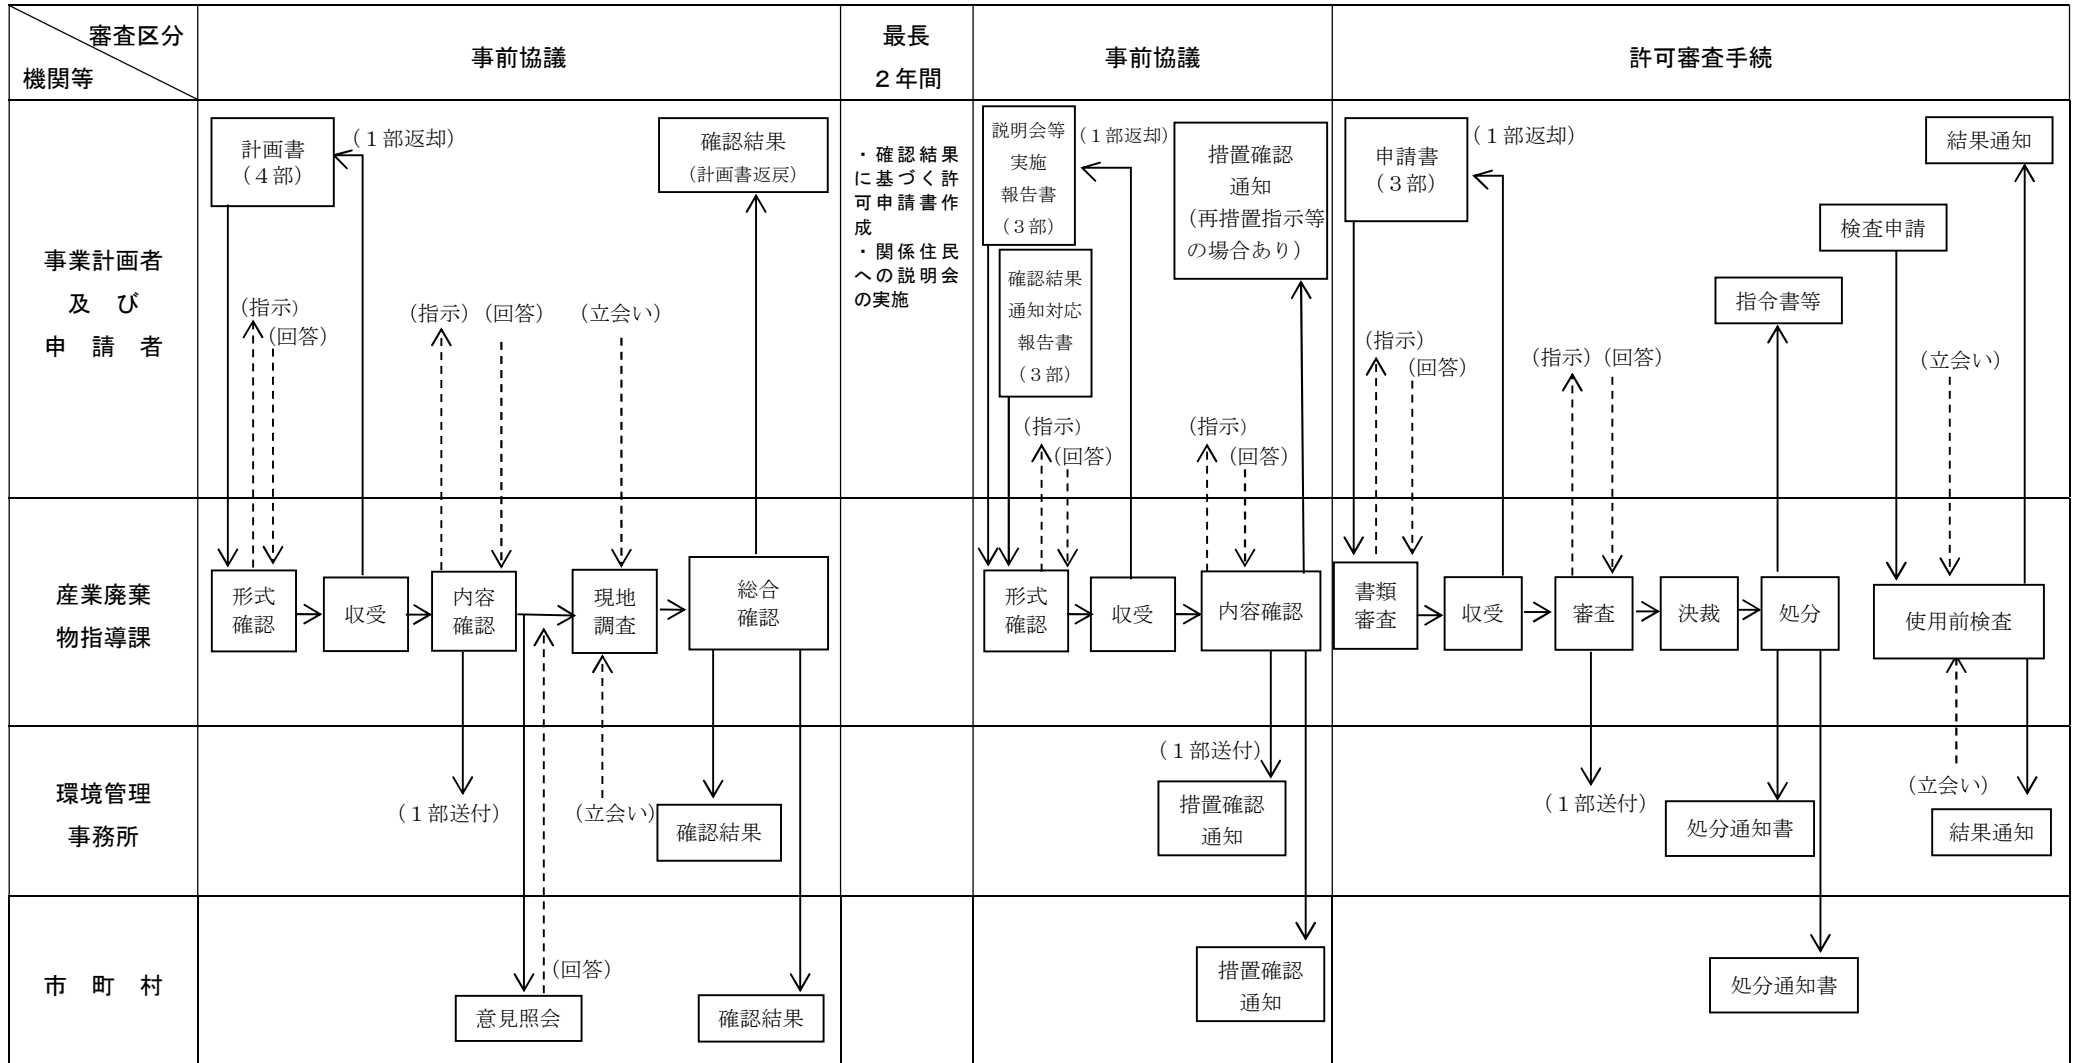 審査区分
機関等
事前協議
最長
２年間
事前協議
許可審査手続
事業計画者
及 び
申 請 者
計画書
（４部）
（１部返却）
確認結果
（計画書返戻）
（指示）
（回答）
（指示）
（回答）
（立会い）
・確認結果
に基づく許
可申請書作
成
・関係住民
への説明会
の実施
説明会等
実施
報告書
（３部）
（１部返却）
確認結果
通知対応
報告書
（３部）
措置確認
通知
（再措置指示等
の場合あり）
（指示）
（回答）
（指示）
（回答）
申請書
（３部）
（１部返却）
（指示）
（回答）
（指示）
（回答）
指令書等
検査申請
結果通知
（立会い）
産業廃棄
物指導課
形式
確認
収受
内容
確認
現地
調査
総合
確認
形式
確認
収受
内容確認
書類
審査
収受
審査
決裁
処分
使用前検査
環境管理
事務所
（１部送付）
（立会い）
確認結果
（１部送付）
措置確認
通知
（１部送付）
処分通知書
（立会い）
結果通知
市 町 村
（回答）
意見照会
確認結果
措置確認
通知
処分通知書